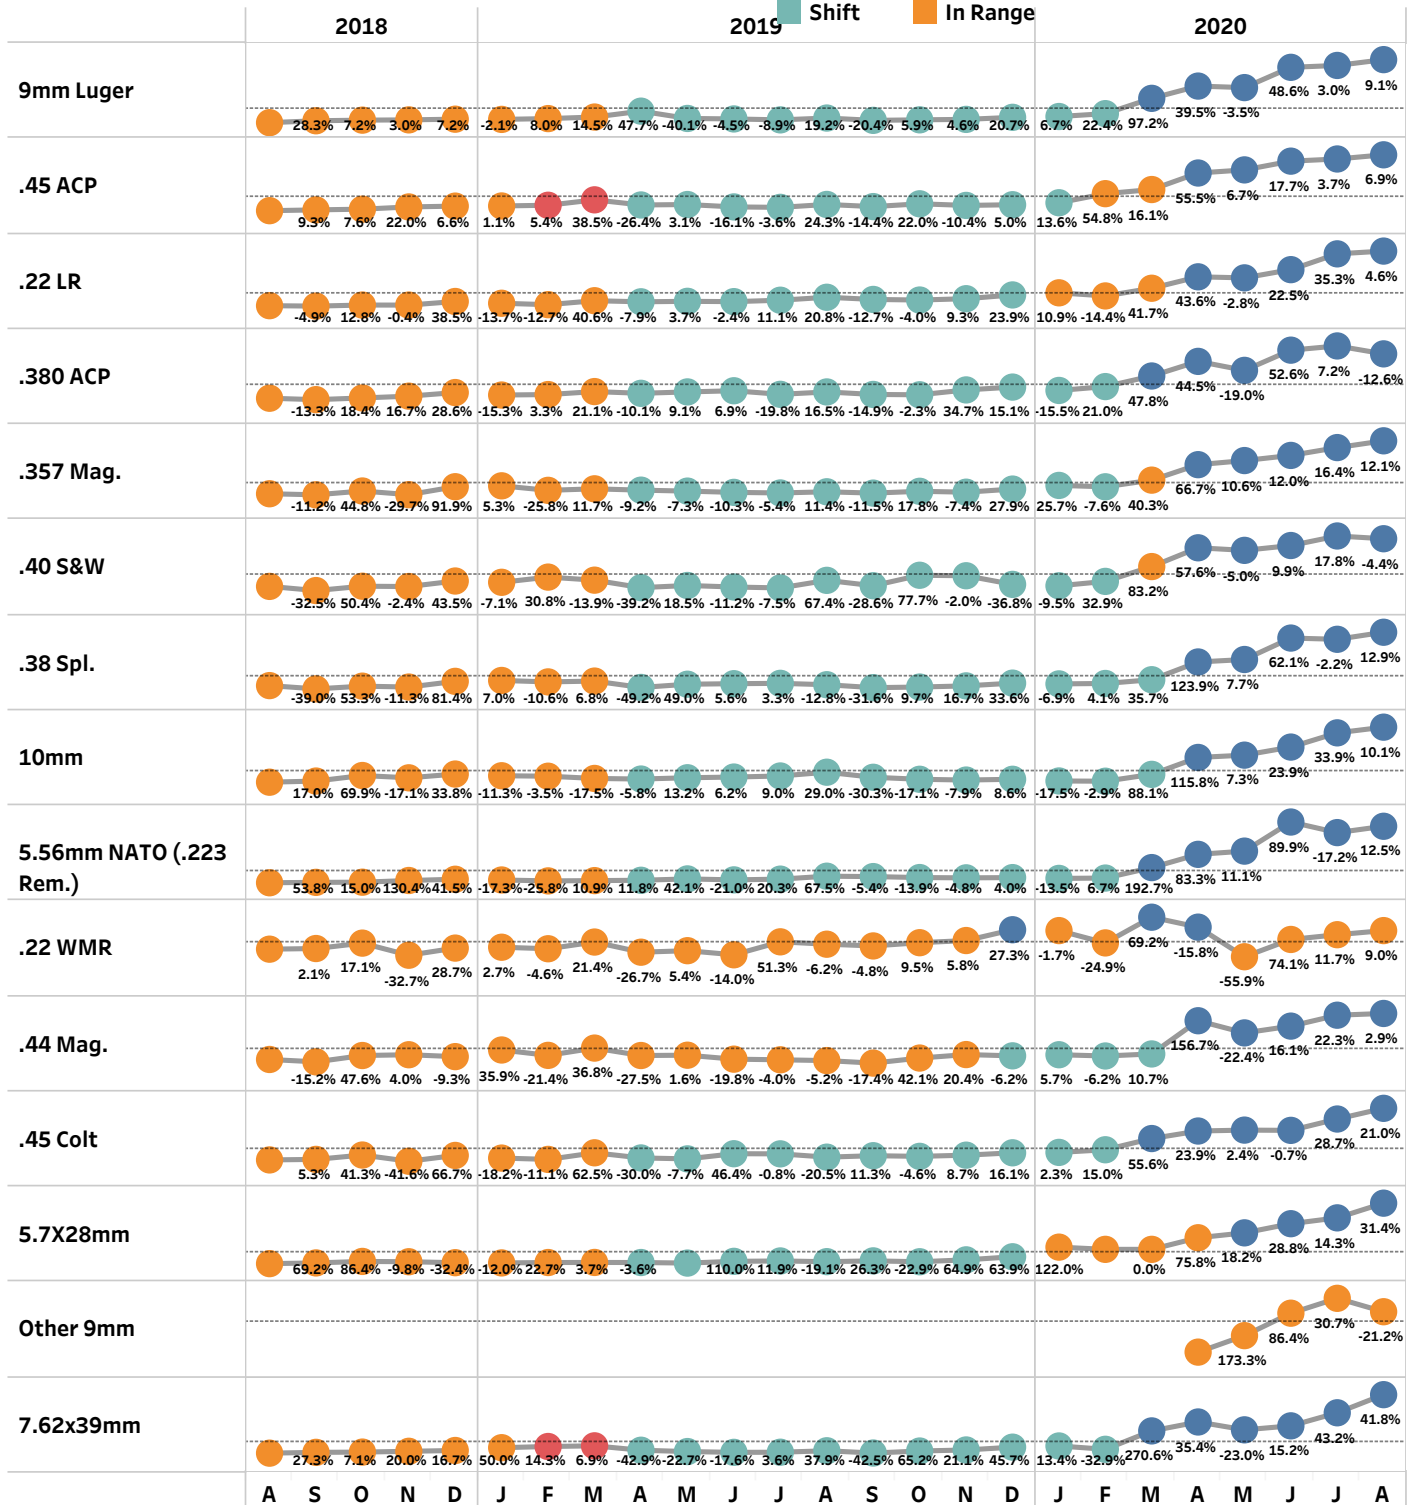 Shift In Range
2018 2019 2020
9mm Luger
28.3% 7.2% 3.0% 7.2% -2.1% 8.0% 14.5% 47.7% -40.1% -4.5% -8.9% 19.2% -20.4% 5.9% 4.6% 20.7% 6.7% 22.4% 97.2% 39.5% -3.5% 48.6% 3.0% 9.1%
.45 ACP
9.3% 7.6% 22.0% 6.6% 1.1% 5.4% 38.5% -26.4% 3.1% -16.1% -3.6% 24.3% -14.4% 22.0% -10.4% 5.0% 13.6% 54.8% 16.1% 55.5% 6.7% 17.7% 3.7% 6.9%
.22 LR
-4.9% 12.8% -0.4% 38.5% -13.7% -12.7% 40.6% -7.9% 3.7% -2.4% 11.1% 20.8% -12.7% -4.0% 9.3% 23.9% 10.9% -14.4% 41.7% 43.6% -2.8% 22.5% 35.3% 4.6%
.380 ACP
-13.3% 18.4% 16.7% 28.6% -15.3% 3.3% 21.1% -10.1% 9.1% 6.9% -19.8% 16.5% -14.9% -2.3% 34.7% 15.1% -15.5% 21.0% 47.8% 44.5% -19.0% 52.6% 7.2% -12.6%
.357 Mag.
-11.2% 44.8% -29.7% 91.9% 5.3% -25.8% 11.7% -9.2% -7.3% -10.3% -5.4% 11.4% -11.5% 17.8% -7.4% 27.9% 25.7% -7.6% 40.3% 66.7% 10.6% 12.0% 16.4% 12.1%
.40 S&W
-32.5% 50.4% -2.4% 43.5% -7.1% 30.8% -13.9% -39.2% 18.5% -11.2% -7.5% 67.4% -28.6% 77.7% -2.0% -36.8% -9.5% 32.9% 83.2% 57.6% -5.0% 9.9% 17.8% -4.4%
.38 Spl.
-39.0% 53.3% -11.3% 81.4% 7.0% -10.6% 6.8% -49.2% 49.0% 5.6% 3.3% -12.8% -31.6% 9.7% 16.7% 33.6% -6.9% 4.1% 35.7% 123.9% 7.7% 62.1% -2.2% 12.9%
10mm
17.0% 69.9% -17.1% 33.8% -11.3% -3.5% -17.5% -5.8% 13.2% 6.2% 9.0% 29.0% -30.3% -17.1% -7.9% 8.6% -17.5% -2.9% 88.1% 115.8% 7.3% 23.9% 33.9% 10.1%
5.56mm NATO (.223
Rem.)
53.8% 15.0% 130.4% 41.5% -17.3% -25.8% 10.9% 11.8% 42.1% -21.0% 20.3% 67.5% -5.4% -13.9% -4.8% 4.0% -13.5% 6.7% 192.7% 83.3% 11.1% 89.9% -17.2% 12.5%
.22 WMR
2.1% 17.1% -32.7% 28.7% 2.7% -4.6% 21.4% -26.7% 5.4% -14.0% 51.3% -6.2% -4.8% 9.5% 5.8% 27.3% -1.7% -24.9% 69.2% -15.8% -55.9% 74.1% 11.7% 9.0%
.44 Mag.
-15.2% 47.6% 4.0% -9.3% 35.9% -21.4% 36.8% -27.5% 1.6% -19.8% -4.0% -5.2% -17.4% 42.1% 20.4% -6.2% 5.7% -6.2% 10.7% 156.7% -22.4% 16.1% 22.3% 2.9%
.45 Colt
5.3% 41.3% -41.6% 66.7% -18.2% -11.1% 62.5% -30.0% -7.7% 46.4% -0.8% -20.5% 11.3% -4.6% 8.7% 16.1% 2.3% 15.0% 55.6% 23.9% 2.4% -0.7% 28.7% 21.0%
5.7X28mm
69.2% 86.4% -9.8% -32.4% -12.0% 22.7% 3.7% -3.6% 110.0% 11.9% -19.1% 26.3% -22.9% 64.9% 63.9% 122.0% 0.0% 75.8% 18.2% 28.8% 14.3% 31.4%
Other 9mm
173.3% 86.4% 30.7% -21.2%
7.62x39mm
27.3% 7.1% 20.0% 16.7% 50.0% 14.3% 6.9% -42.9% -22.7% -17.6% 3.6% 37.9% -42.5% 65.2% 21.1% 45.7% 13.4% -32.9% 270.6% 35.4% -23.0% 15.2% 43.2% 41.8%
A S O N D J F M A M J J A S O N D J F M A M J J A